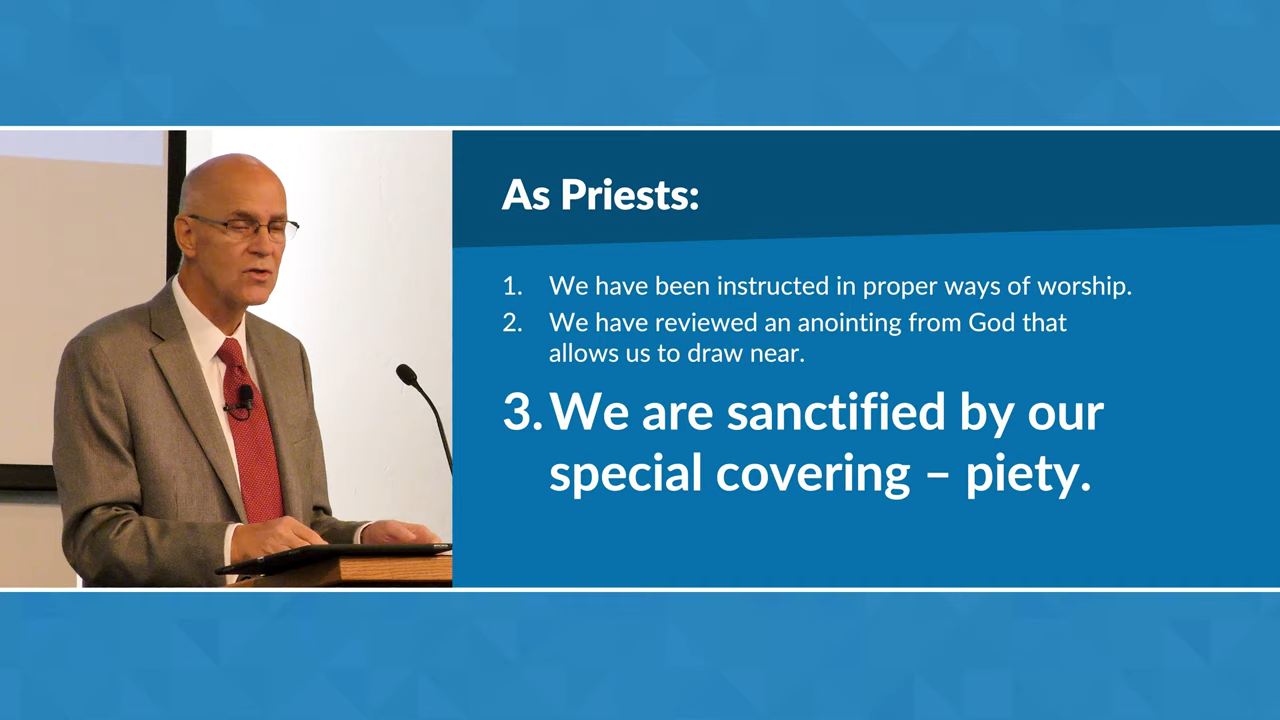 As Priests:
1. We have been instructed in proper ways of worship.
2. We have reviewed an anointing from God that
allows us to draw near.
3. We are sanctified by our
special covering – piety.